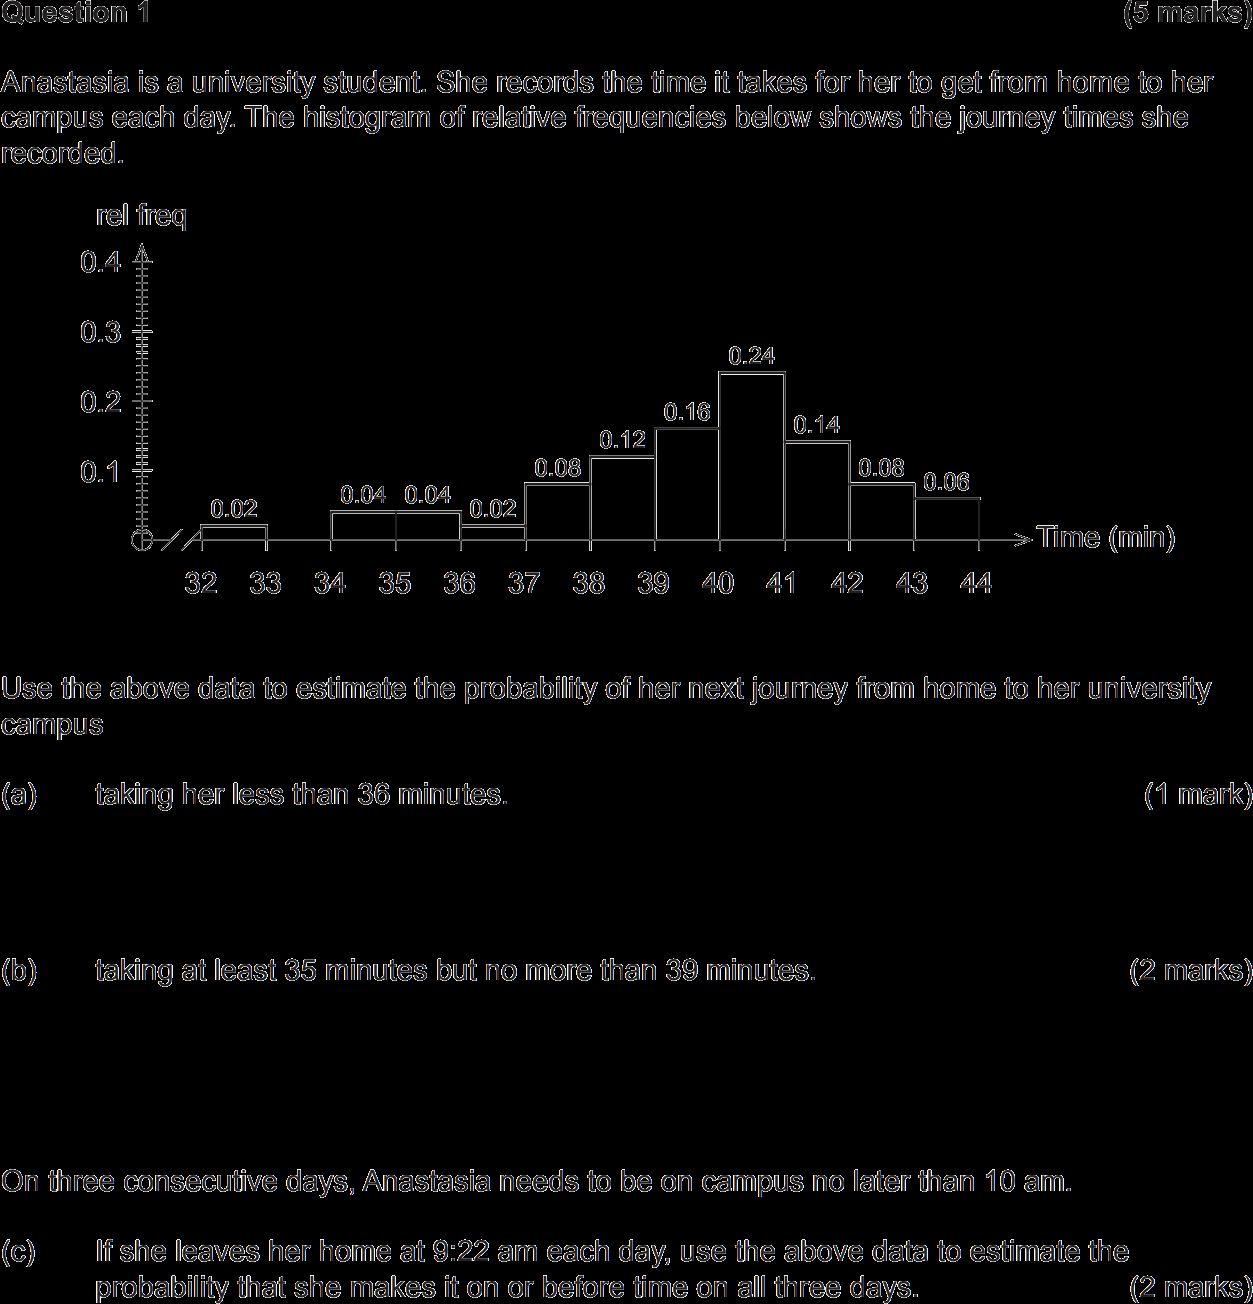 Question 1 (5 marks)
Anastasia is a university student. She records the time it takes for her to get from home to her
campus each day. The histogram of relative frequencies below shows the journey times she
recorded.
rel freq
0.4
0.3
0.2
0.1
0.02
0.04
0.04
0.02
0.08
0.12
0.16
0.24
0.14
0.08
0.06
Time (min)
32 33 34 35 36 37 38 39 40 41 42 43 44
Use the above data to estimate the probability of her next journey from home to her university
campus
(a) taking her less than 36 minutes. (1 mark)
(b) taking at least 35 minutes but no more than 39 minutes. (2 marks)
On three consecutive days, Anastasia needs to be on campus no later than 10 am.
(c) If she leaves her home at 9:22 am each day, use the above data to estimate the
probability that she makes it on or before time on all three days. (2 marks)